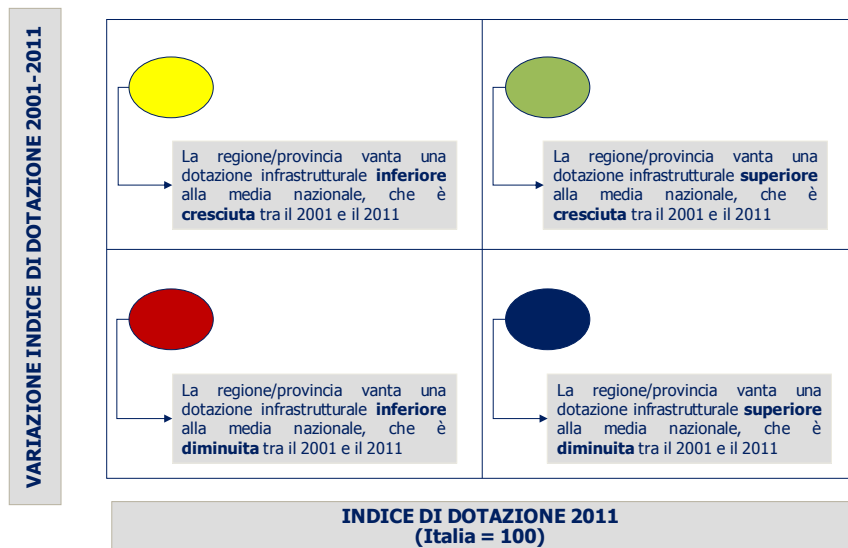 VARIAZIONE INDICE DI DOTAZIONE 2001-2011
La regione/provincia vanta una
dotazione infrastrutturale inferiore
alla media nazionale, che è
cresciuta tra il 2001 e il 2011
La regione/provincia vanta una
dotazione infrastrutturale superiore
alla media nazionale, che è
cresciuta tra il 2001 e il 2011
La regione/provincia vanta una
dotazione infrastrutturale inferiore
alla media nazionale, che è
diminuita tra il 2001 e il 2011
La regione/provincia vanta una
dotazione infrastrutturale superiore
alla media nazionale, che è
diminuita tra il 2001 e il 2011
INDICE DI DOTAZIONE 2011
(Italia = 100)